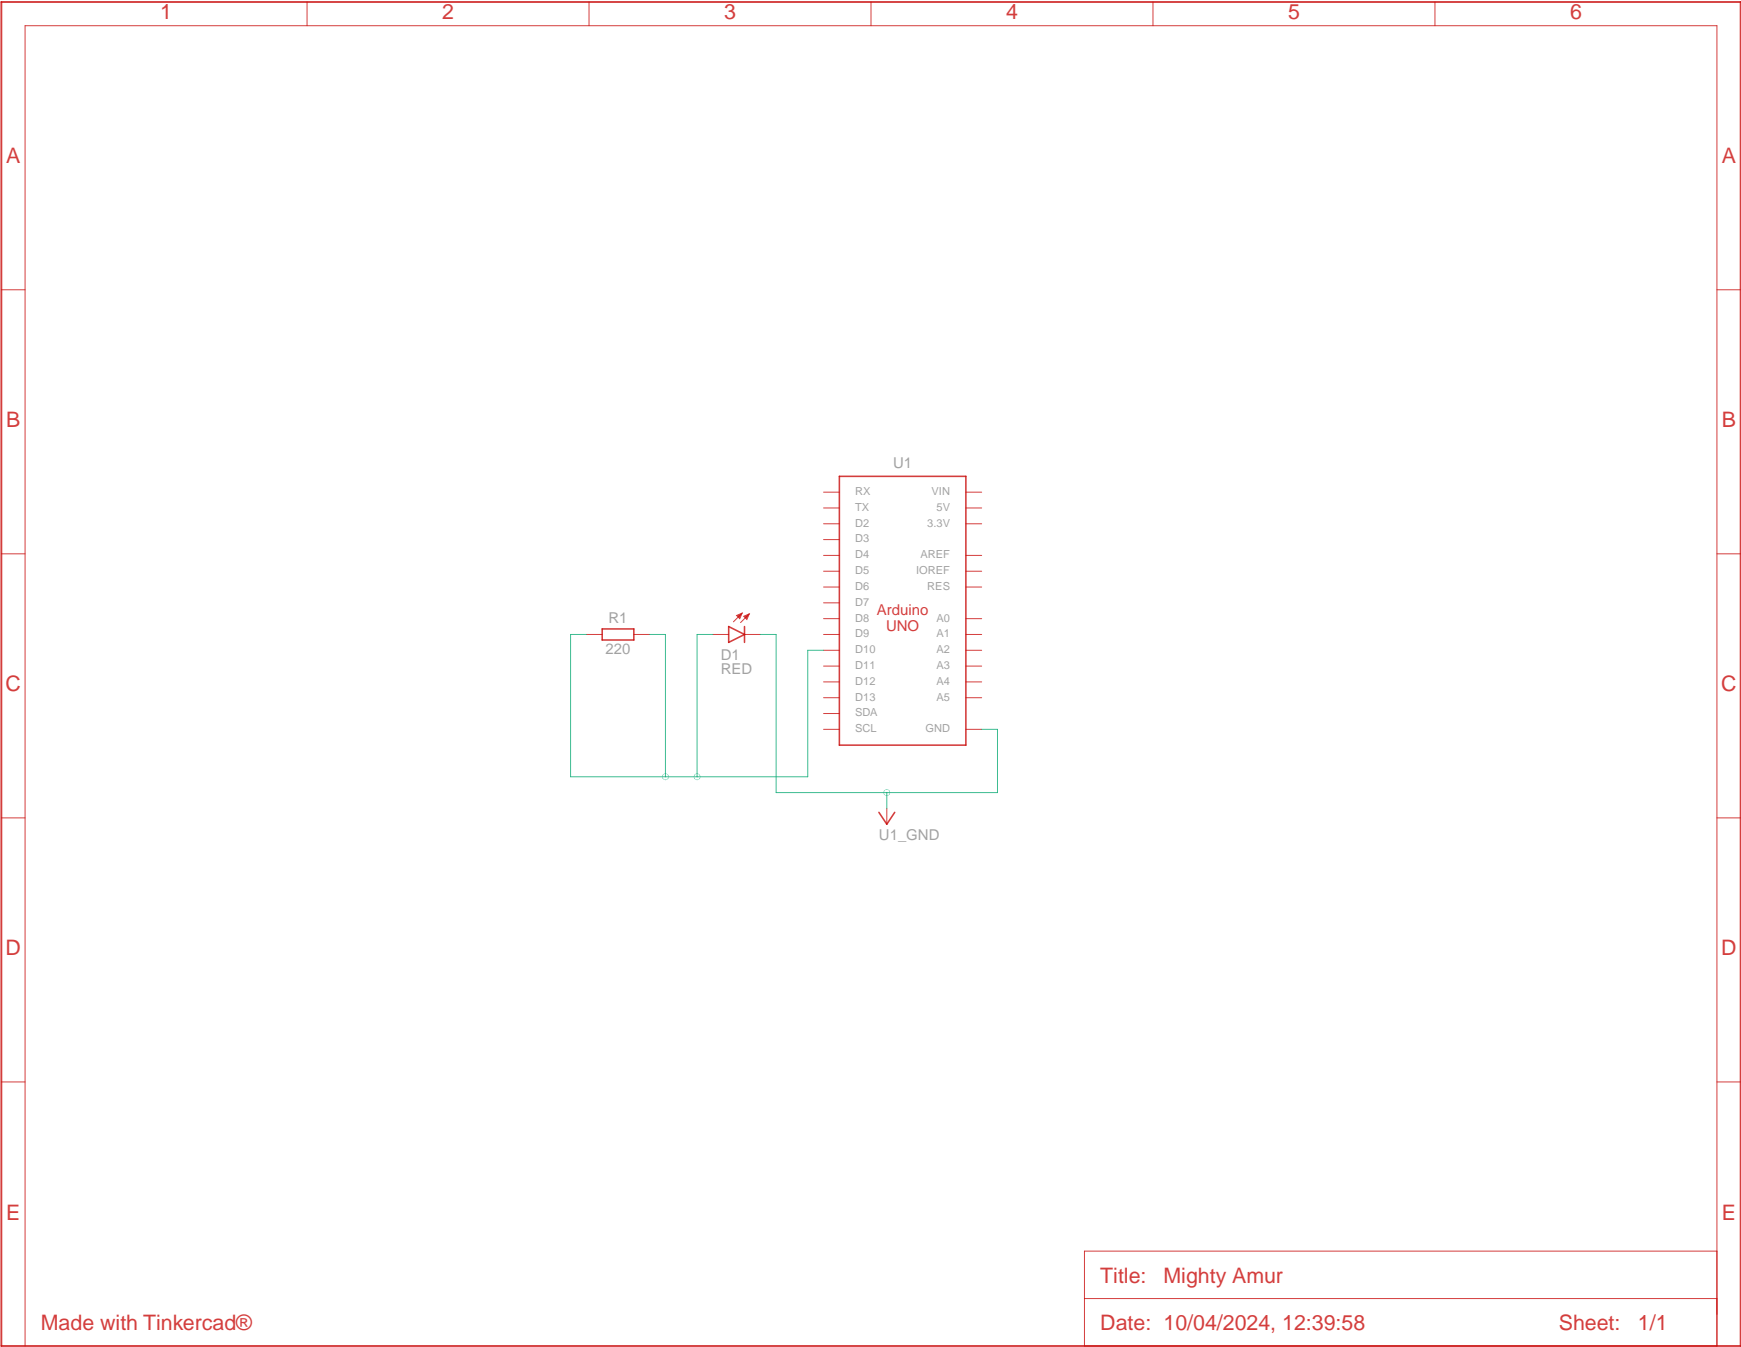 1 2 3 4 5 6
A A
B B
U1
RX VIN
TX 5V
D2 3.3V
D3
D4 AREF
D5 IOREF
D6 RES
D7
Arduino
D8 A0
UNO
D9 A1
D10 A2
D11 A3
D12 A4
D13 A5
SDA
SCL GND
R1
220
D1
RED
C C
U1_GND
D D
E E
Title: Mighty Amur
Made with Tinkercad®
Date: 10/04/2024, 12:39:58 Sheet: 1/1